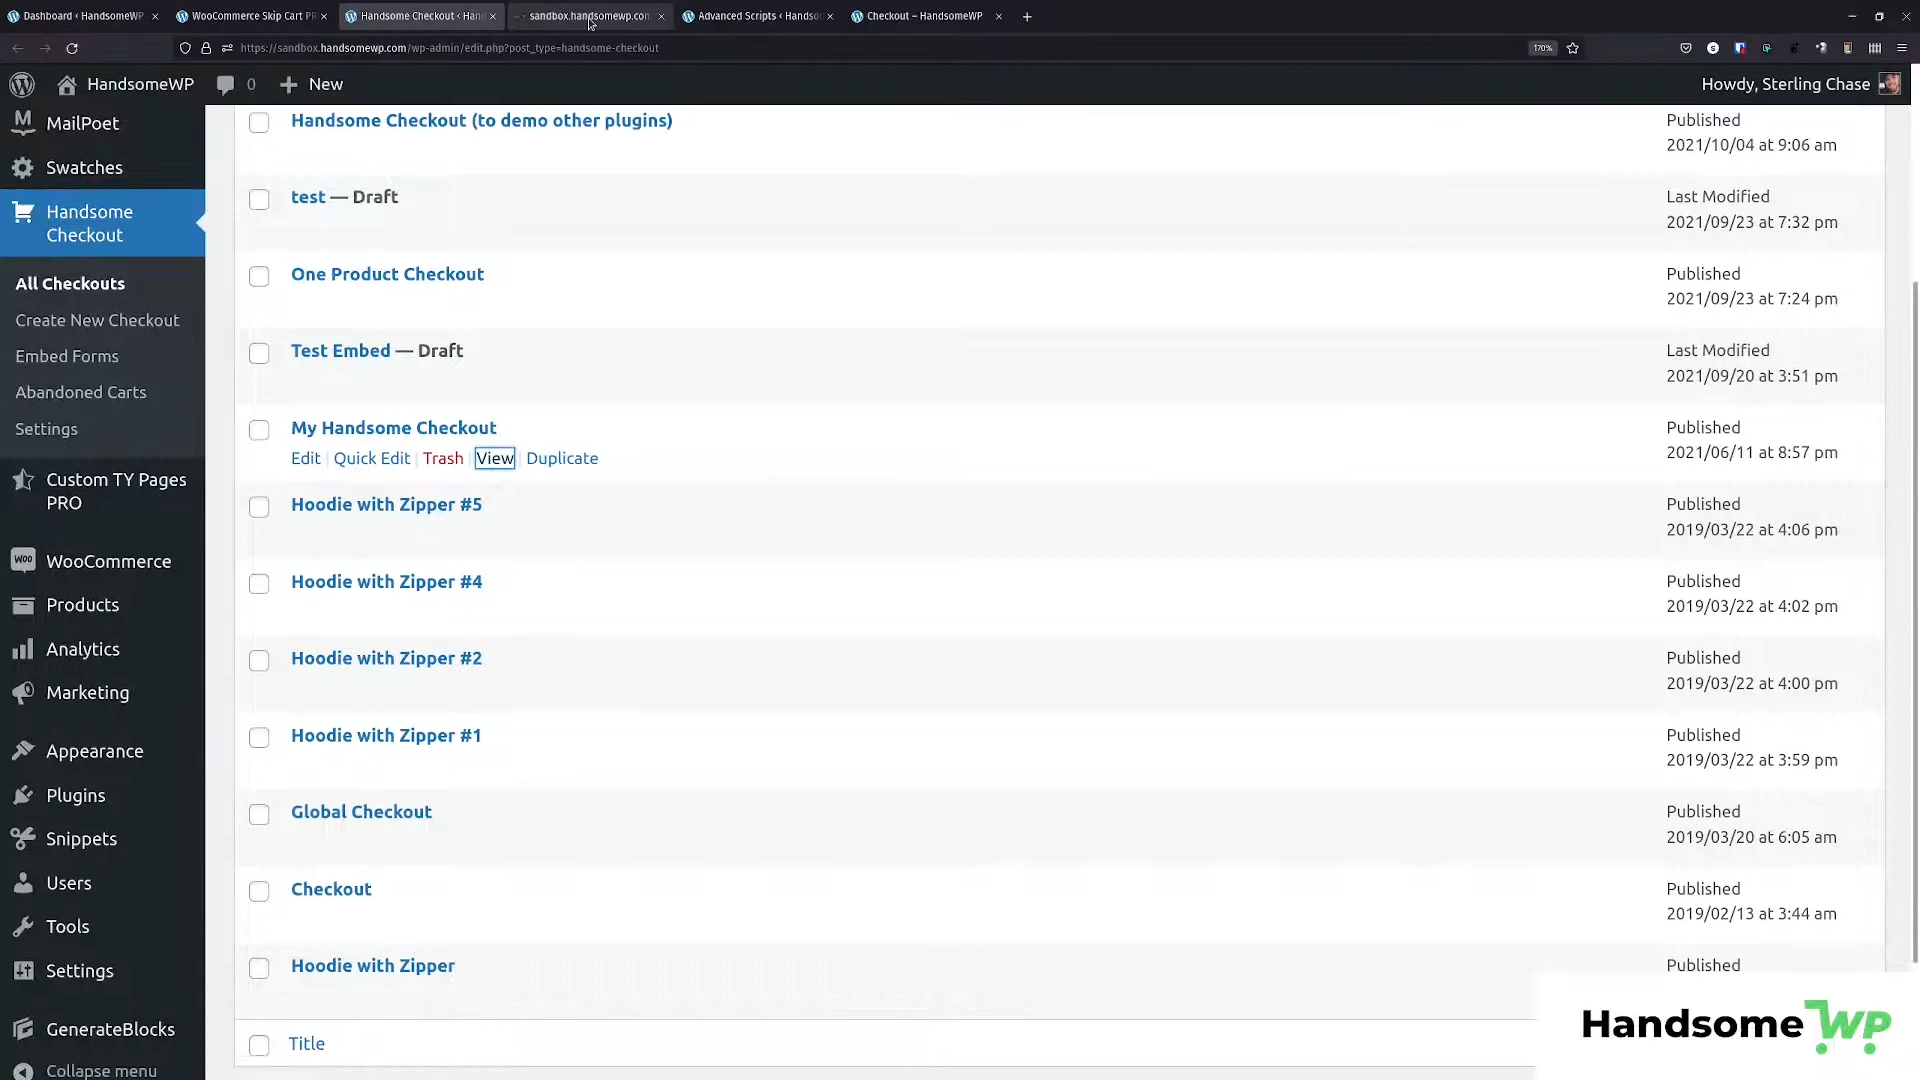 Dashboard ‹ HandsomeWP
WooCommerce Skip Cart PR
Handsome Checkout ‹ Hand
sandbox.handsomewp.com
Advanced Scripts ‹ Handso
Checkout – HandsomeWP
https://sandbox.handsomewp.com/wp-admin/edit.php?post_type=handsome-checkout
170%
HandsomeWP
0
New
Howdy, Sterling Chase
MailPoet
Swatches
Handsome
Checkout
All Checkouts
Create New Checkout
Embed Forms
Abandoned Carts
Settings
Custom TY Pages
PRO
WooCommerce
Products
Analytics
Marketing
Appearance
Plugins
Snippets
Users
Tools
Settings
GenerateBlocks
Collapse menu
Handsome Checkout (to demo other plugins)
Published
2021/10/04 at 9:06 am
test — Draft
Last Modified
2021/09/23 at 7:32 pm
One Product Checkout
Published
2021/09/23 at 7:24 pm
Test Embed — Draft
Last Modified
2021/09/20 at 3:51 pm
My Handsome Checkout
Edit | Quick Edit | Trash | View | Duplicate
Published
2021/06/11 at 8:57 pm
Hoodie with Zipper #5
Published
2019/03/22 at 4:06 pm
Hoodie with Zipper #4
Published
2019/03/22 at 4:02 pm
Hoodie with Zipper #2
Published
2019/03/22 at 4:00 pm
Hoodie with Zipper #1
Published
2019/03/22 at 3:59 pm
Global Checkout
Published
2019/03/20 at 6:05 am
Checkout
Published
2019/02/13 at 3:44 am
Hoodie with Zipper
Published
Title
HandsomeWP